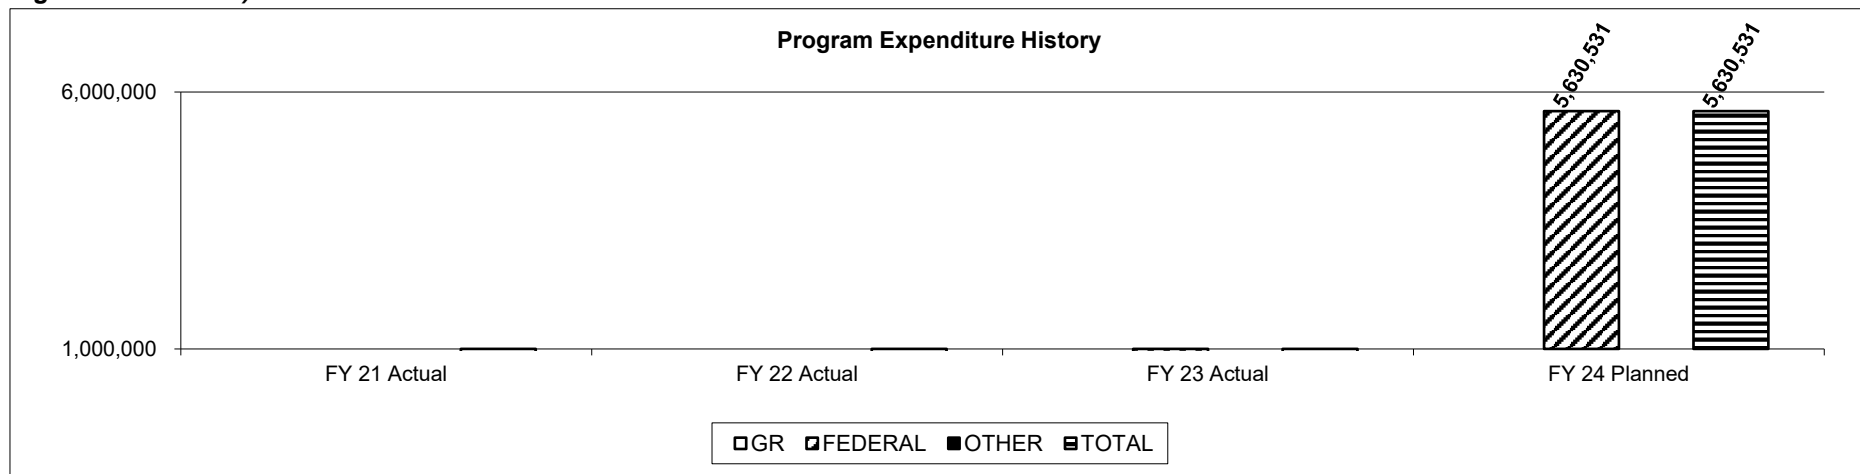 Program Expenditure History
5,630,531
5,630,531
6,000,000
1,000,000
FY 21 Actual
FY 22 Actual
FY 23 Actual
FY 24 Planned
GR FEDERAL OTHER TOTAL